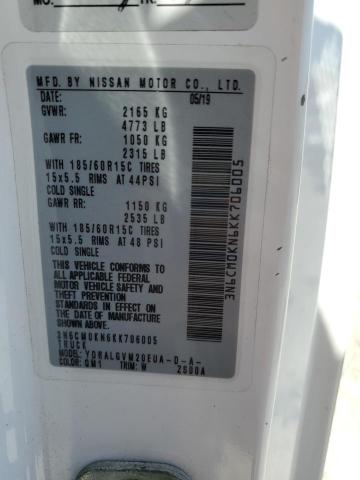 MFD. BY NISSAN MOTOR CO., LTD.
DATE: 05/19
GVWR: 2165 KG
4773 LB
GAWR FR: 1050 KG
2315 LB
WITH 185/60R15C TIRES
15x5.5 RIMS AT 44PSI
COLD SINGLE
GAWR RR: 1150 KG
2535 LB
WITH 185/60R15C TIRES
15x5.5 RIMS AT 48 PSI
COLD SINGLE
THIS VEHICLE CONFORMS TO
ALL APPLICABLE FEDERAL
MOTOR VEHICLE SAFETY AND
THEFT PREVENTION
STANDARDS IN EFFECT ON
THE DATE OF MANUFACTURE
SHOWN ABOVE.
3N6CM0KN6KK706005
TRUCK
MODEL: YDRALGVM20EUA-D-A-
COLOR: QM1 TRIM: W 2S00A
3N6CM0KN6KK706005